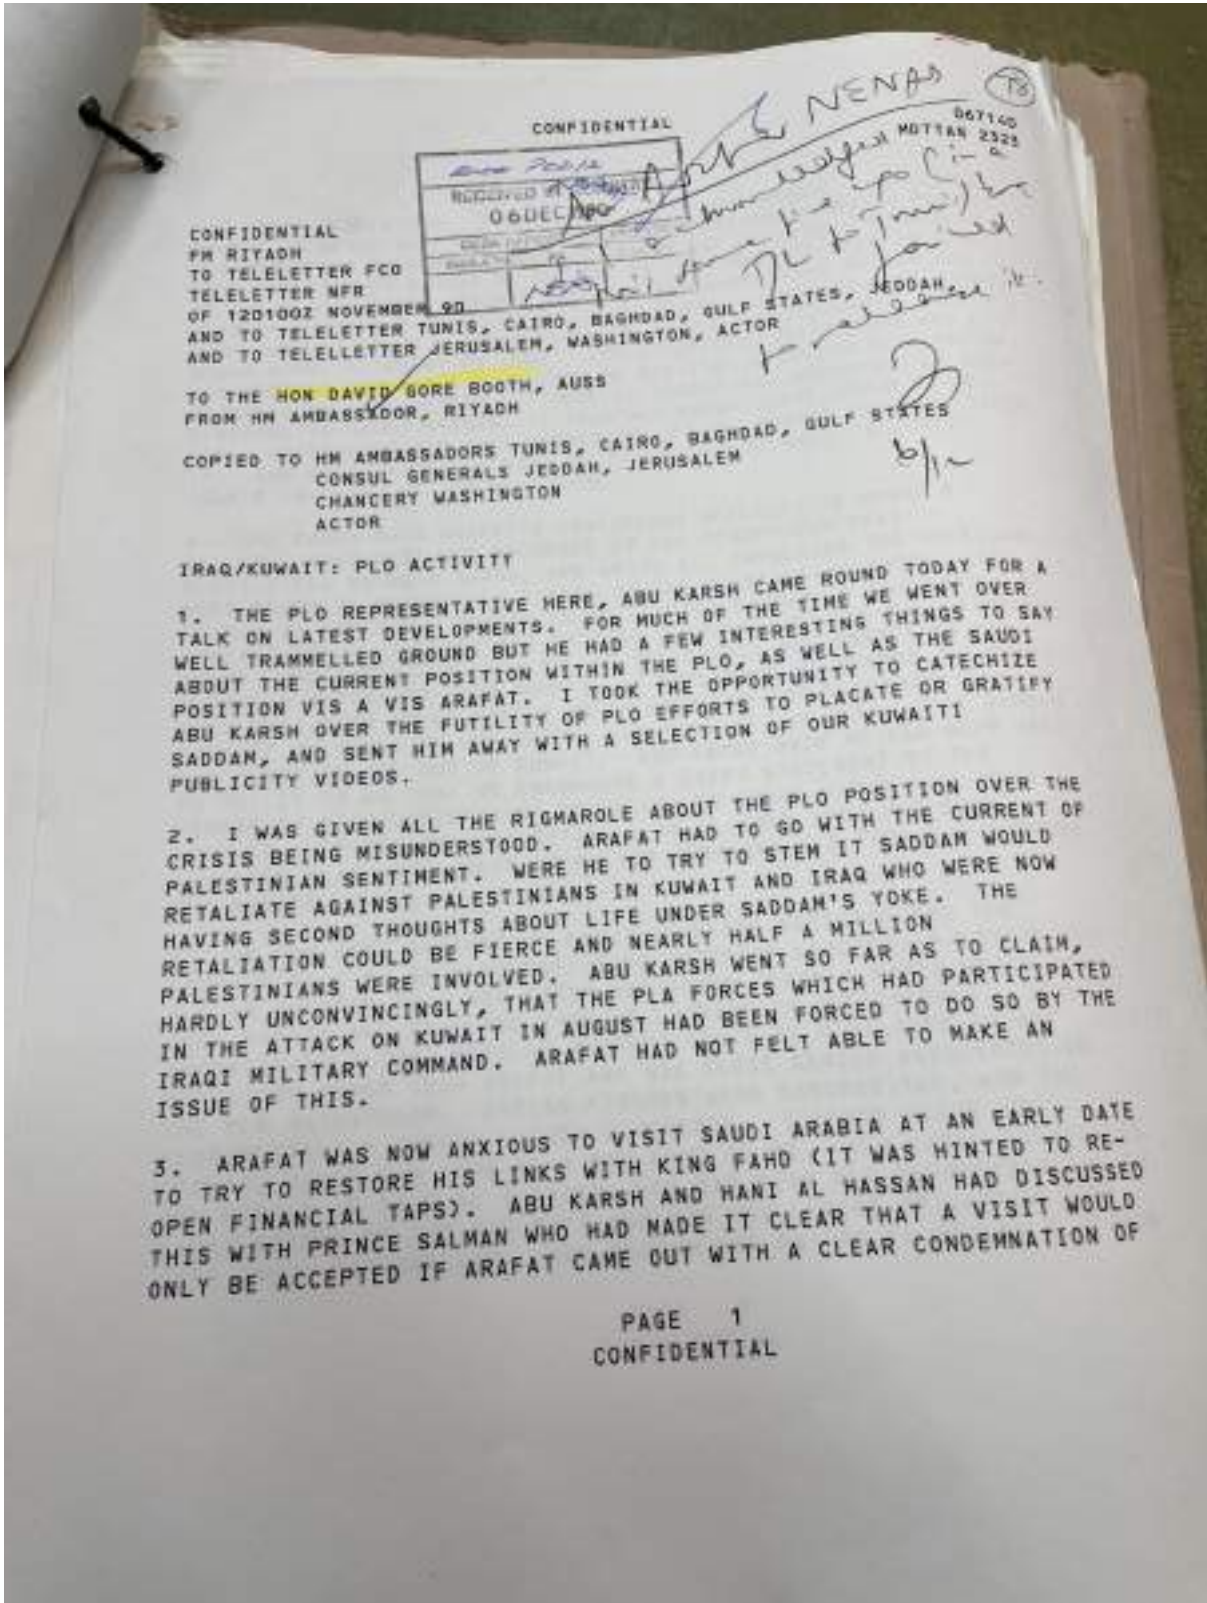 CONFIDENTIAL
NENAD
067140
MDTTAN 2323
RECEIVED
06DEC
CONFIDENTIAL
FM RIYADH
TO TELELETTER FCO
TELELETTER NFR
OF 120100Z NOVEMBER 90
AND TO TELELETTER TUNIS, CAIRO, BAGHDAD, GULF STATES, JEDDAH,
AND TO TELELLETTER JERUSALEM, WASHINGTON, ACTOR
TO THE HON DAVID GORE BOOTH, AUSS
FROM HM AMBASSADOR, RIYADH
COPIED TO HM AMBASSADORS TUNIS, CAIRO, BAGHDAD, GULF STATES
CONSUL GENERALS JEDDAH, JERUSALEM
CHANCERY WASHINGTON
ACTOR
6/12
IRAQ/KUWAIT: PLO ACTIVITY
1. THE PLO REPRESENTATIVE HERE, ABU KARSH CAME ROUND TODAY FOR A
TALK ON LATEST DEVELOPMENTS. FOR MUCH OF THE TIME WE WENT OVER
WELL TRAMMELLED GROUND BUT HE HAD A FEW INTERESTING THINGS TO SAY
ABOUT THE CURRENT POSITION WITHIN THE PLO, AS WELL AS THE SAUDI
POSITION VIS A VIS ARAFAT. I TOOK THE OPPORTUNITY TO CATECHIZE
ABU KARSH OVER THE FUTILITY OF PLO EFFORTS TO PLACATE OR GRATIFY
SADDAM, AND SENT HIM AWAY WITH A SELECTION OF OUR KUWAITI
PUBLICITY VIDEOS.
2. I WAS GIVEN ALL THE RIGMAROLE ABOUT THE PLO POSITION OVER THE
CRISIS BEING MISUNDERSTOOD. ARAFAT HAD TO GO WITH THE CURRENT OF
PALESTINIAN SENTIMENT. WERE HE TO TRY TO STEM IT SADDAM WOULD
RETALIATE AGAINST PALESTINIANS IN KUWAIT AND IRAQ WHO WERE NOW
HAVING SECOND THOUGHTS ABOUT LIFE UNDER SADDAM'S YOKE. THE
RETALIATION COULD BE FIERCE AND NEARLY HALF A MILLION
PALESTINIANS WERE INVOLVED. ABU KARSH WENT SO FAR AS TO CLAIM,
HARDLY UNCONVINCINGLY, THAT THE PLA FORCES WHICH HAD PARTICIPATED
IN THE ATTACK ON KUWAIT IN AUGUST HAD BEEN FORCED TO DO SO BY THE
IRAQI MILITARY COMMAND. ARAFAT HAD NOT FELT ABLE TO MAKE AN
ISSUE OF THIS.
3. ARAFAT WAS NOW ANXIOUS TO VISIT SAUDI ARABIA AT AN EARLY DATE
TO TRY TO RESTORE HIS LINKS WITH KING FAHD (IT WAS HINTED TO RE-
OPEN FINANCIAL TAPS). ABU KARSH AND HANI AL HASSAN HAD DISCUSSED
THIS WITH PRINCE SALMAN WHO HAD MADE IT CLEAR THAT A VISIT WOULD
ONLY BE ACCEPTED IF ARAFAT CAME OUT WITH A CLEAR CONDEMNATION OF
PAGE 1
CONFIDENTIAL